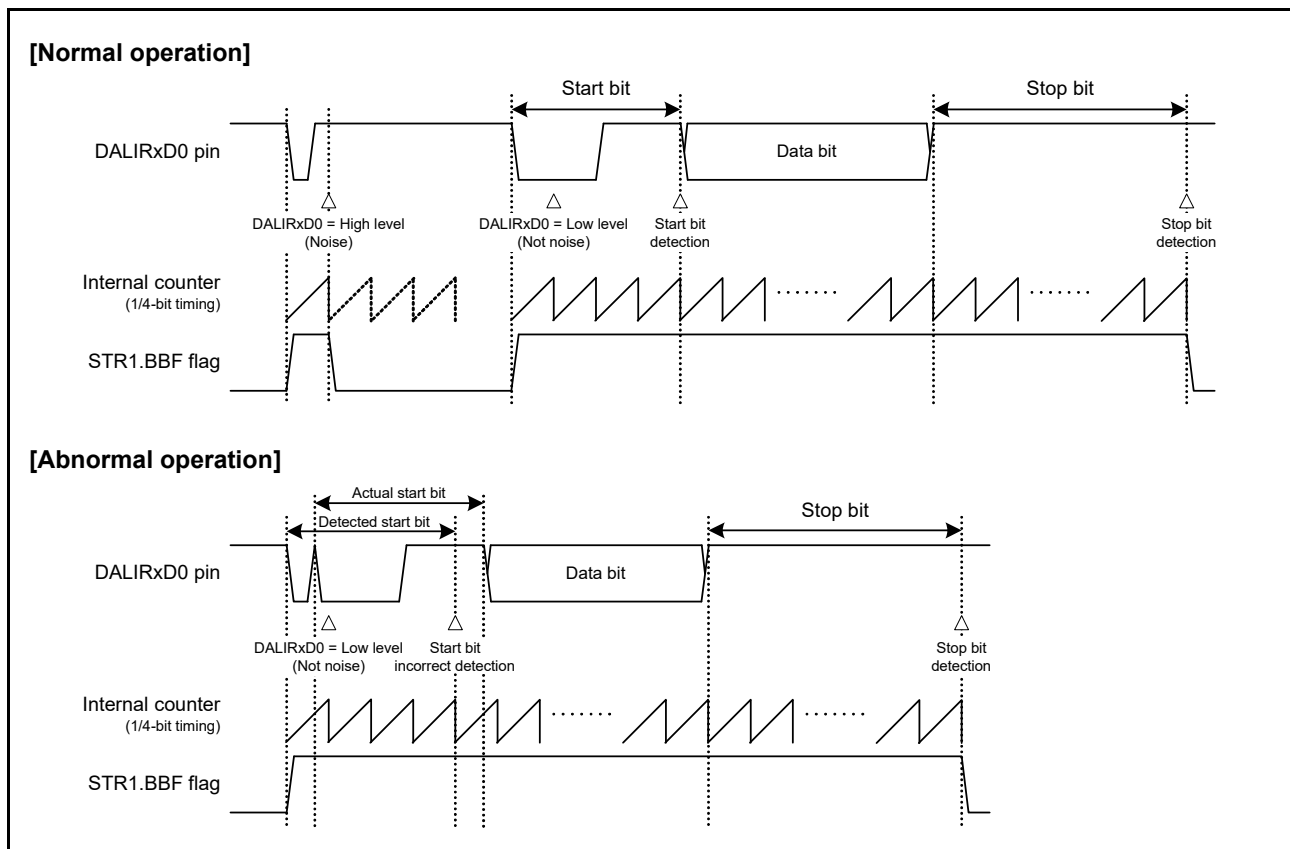 [Normal operation]
Start bit
Stop bit
DALIRxD0 pin
Data bit
DALIRxD0 = High level
(Noise)
DALIRxD0 = Low level
(Not noise)
Start bit
detection
Stop bit
detection
Internal counter
(1/4-bit timing)
STR1.BBF flag
[Abnormal operation]
Actual start bit
Detected start bit
Stop bit
DALIRxD0 pin
Data bit
DALIRxD0 = Low level
(Not noise)
Start bit
incorrect detection
Stop bit
detection
Internal counter
(1/4-bit timing)
STR1.BBF flag